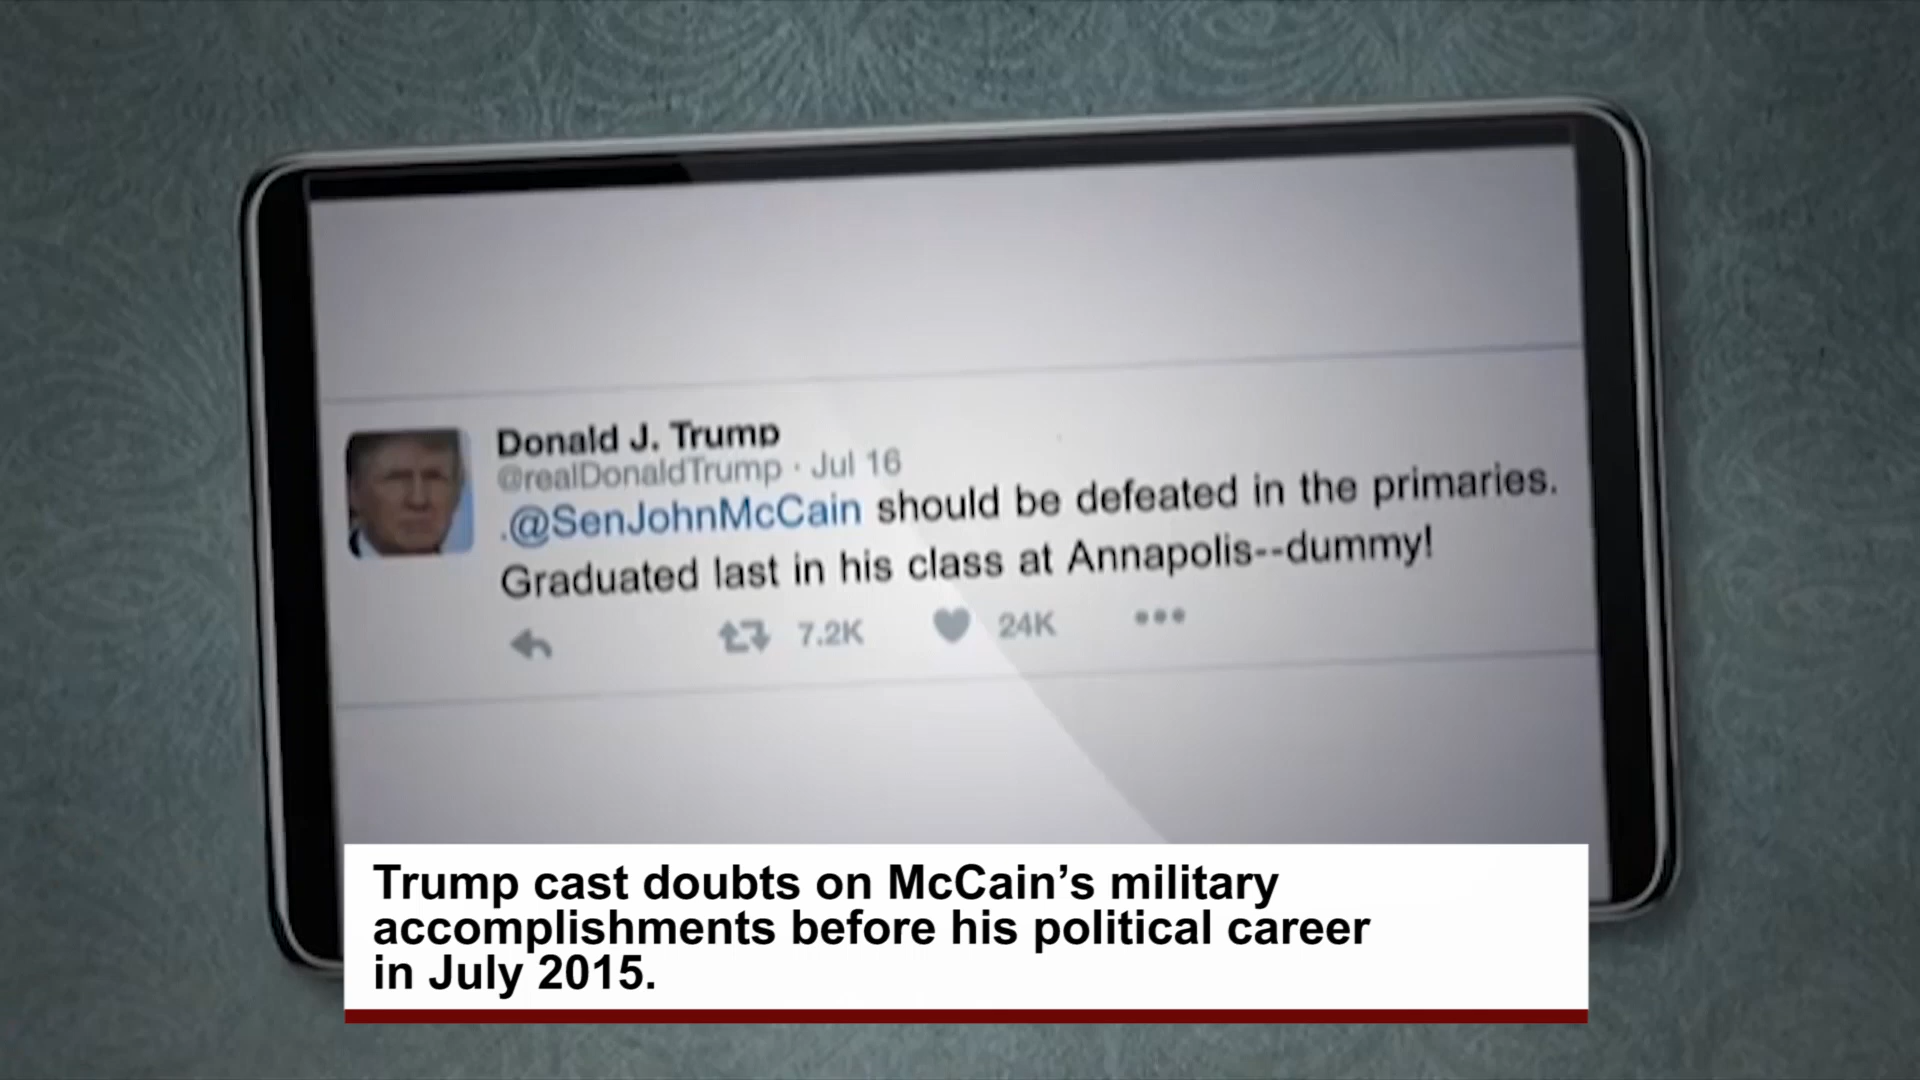 Donald J. Trump
@realDonaldTrump · Jul 16
.@SenJohnMcCain should be defeated in the primaries.
Graduated last in his class at Annapolis--dummy!
7.2K 24K •••
Trump cast doubts on McCain’s military
accomplishments before his political career
in July 2015.